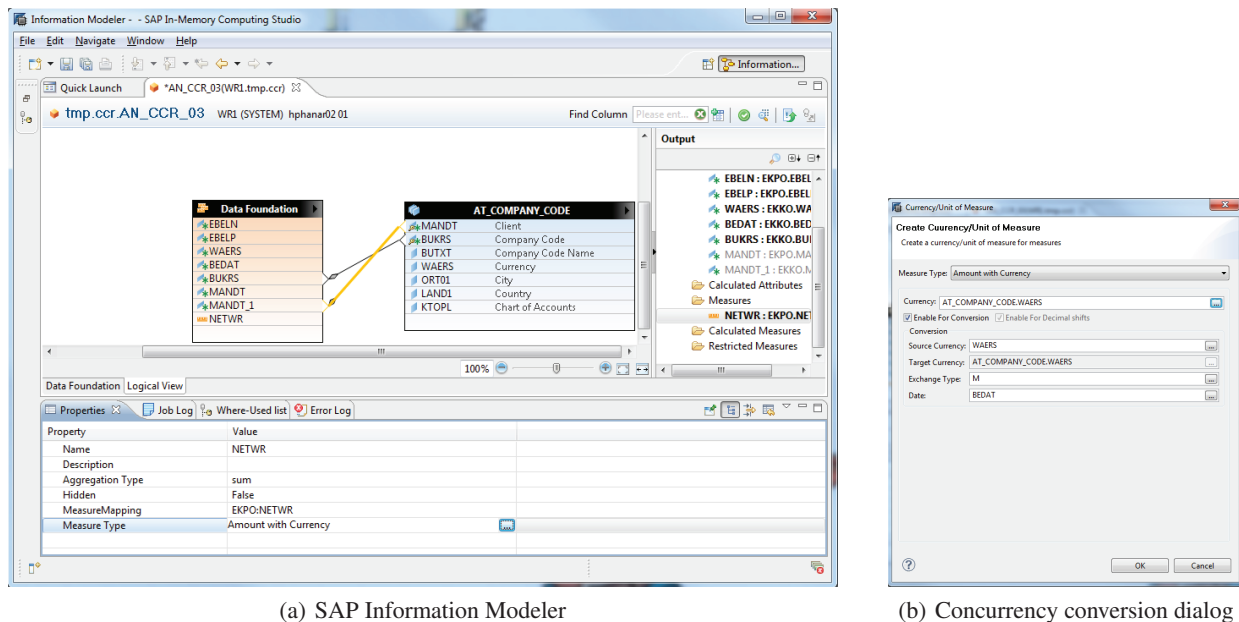 Information Modeler - - SAP In-Memory Computing Studio
File Edit Navigate Window Help
Information...
Quick Launch
*AN_CCR_03(WR1.tmp.ccr)
tmp.ccr.AN_CCR_03 WR1 (SYSTEM) hphanar02 01
Find Column Please ent...
Output
Data Foundation
EBELN
EBELP
WAERS
BEDAT
BUKRS
MANDT
MANDT_1
NETWR
AT_COMPANY_CODE
MANDT Client
BUKRS Company Code
BUTXT Company Code Name
WAERS Currency
ORT01 City
LAND1 Country
KTOPL Chart of Accounts
EBELN : EKPO.EBEL
EBELP : EKPO.EBEL
WAERS : EKKO.WA
BEDAT : EKKO.BED
BUKRS : EKKO.BUI
MANDT : EKPO.MA
MANDT_1 : EKKO.M
Calculated Attributes
Measures
NETWR : EKPO.NET
Calculated Measures
Restricted Measures
100%
Data Foundation Logical View
Properties Job Log Where-Used list Error Log
Property Value
Name NETWR
Description
Aggregation Type sum
Hidden False
MeasureMapping EKPO:NETWR
Measure Type Amount with Currency ...
(a) SAP Information Modeler
Currency/Unit of Measure
Create Cuurency/Unit of Measure
Create a currency/unit of measure for measures
Measure Type: Amount with Currency
Currency: AT_COMPANY_CODE.WAERS ...
Enable For Conversion Enable For Decimal shifts
Conversion
Source Currency: WAERS ...
Target Currency: AT_COMPANY_CODE.WAERS ...
Exchange Type: M ...
Date: BEDAT ...
? OK Cancel
(b) Concurrency conversion dialog